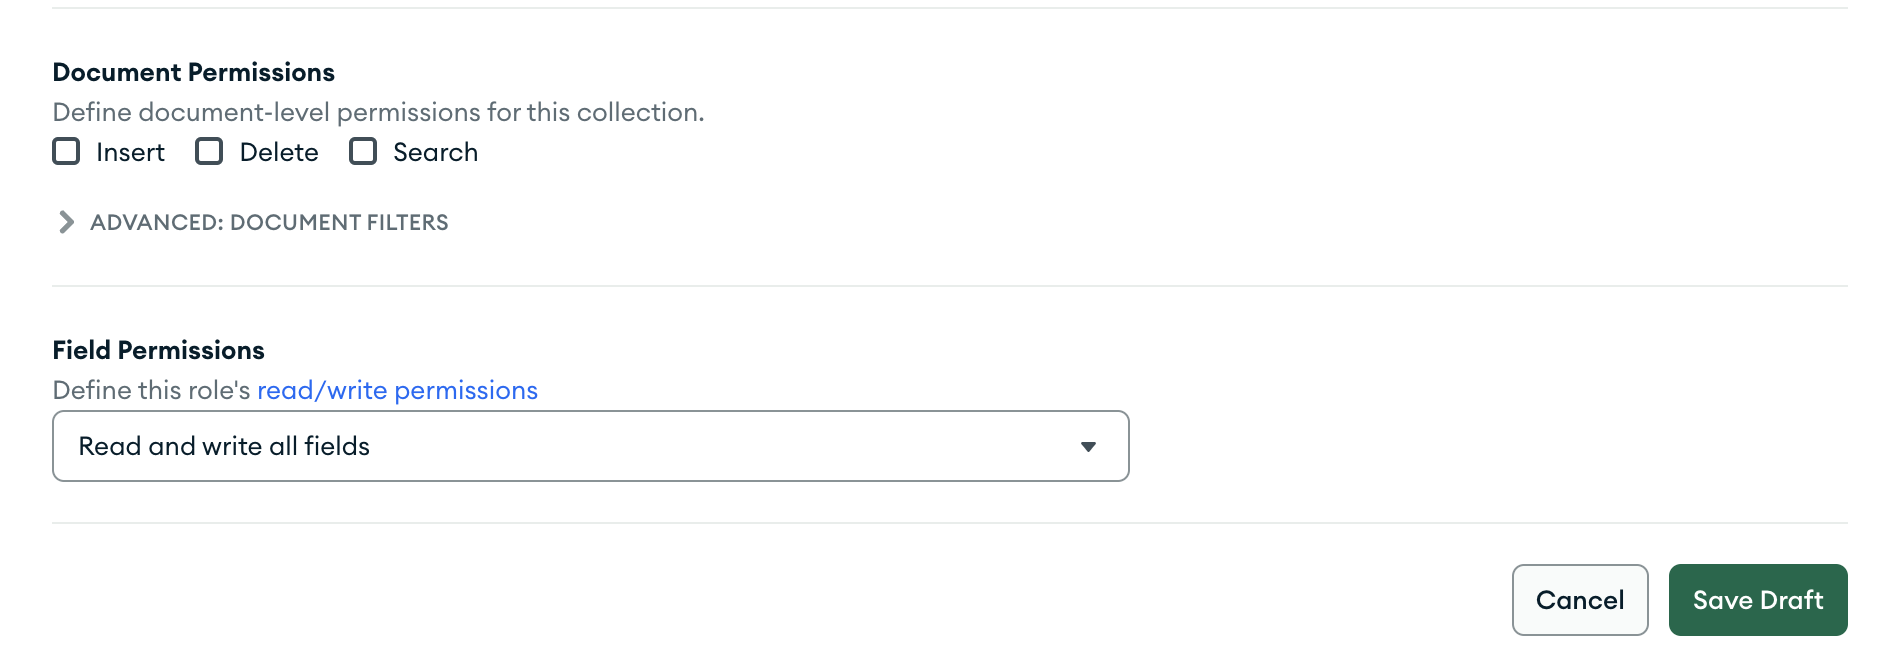 Document Permissions
Define document-level permissions for this collection.
Insert Delete Search
ADVANCED: DOCUMENT FILTERS
Field Permissions
Define this role's read/write permissions
Read and write all fields
Cancel Save Draft